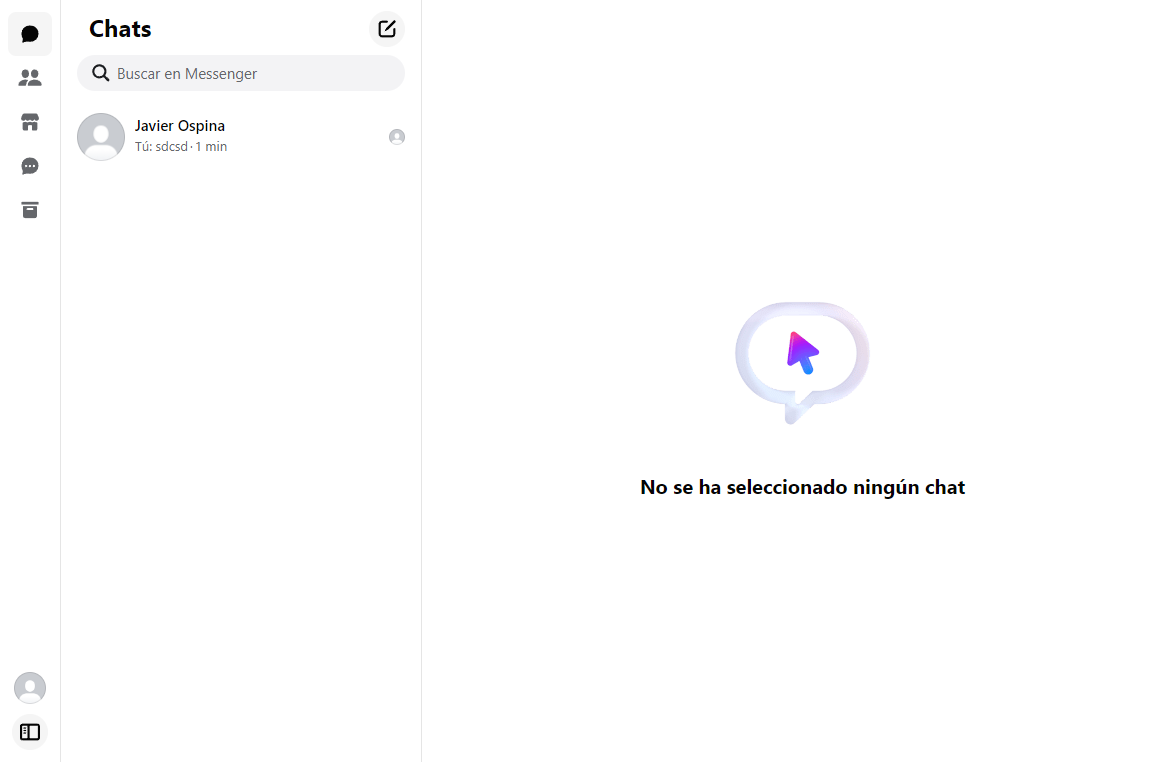 Chats
Buscar en Messenger
Javier Ospina
Tú: sdcsd · 1 min
No se ha seleccionado ningún chat